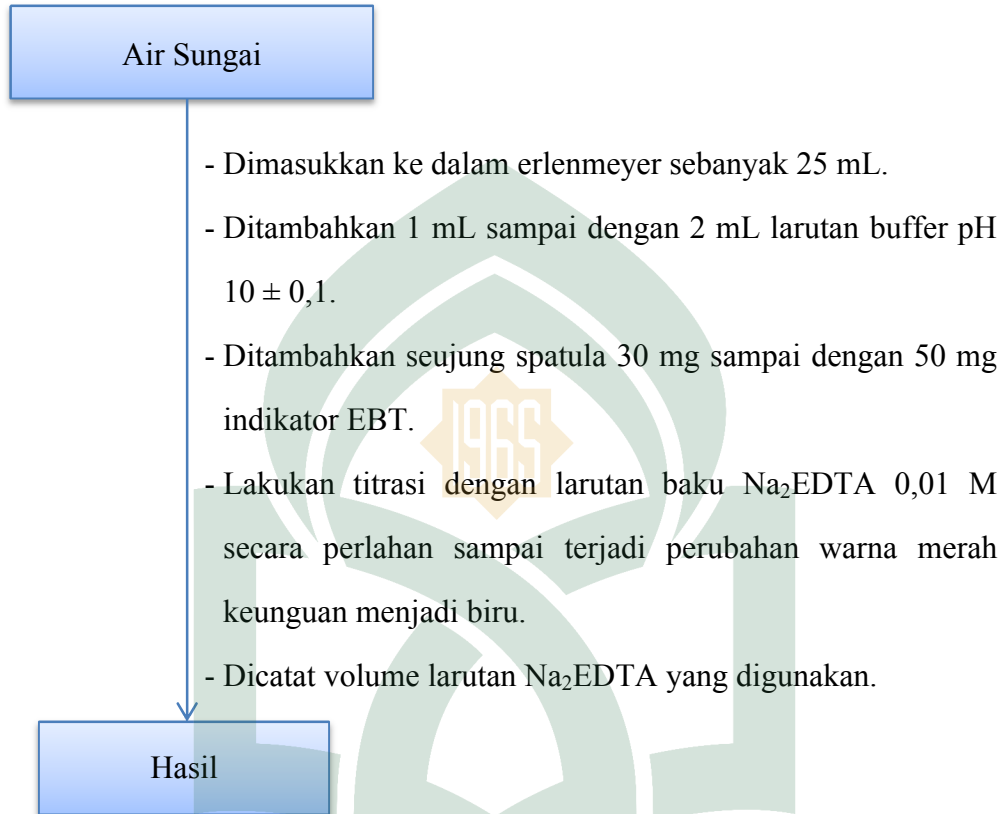 Air Sungai
- Dimasukkan ke dalam erlenmeyer sebanyak 25 mL.
- Ditambahkan 1 mL sampai dengan 2 mL larutan buffer pH
10 ± 0,1.
- Ditambahkan seujung spatula 30 mg sampai dengan 50 mg
indikator EBT.
1965
- Lakukan titrasi dengan larutan baku Na₂EDTA 0,01 M
secara perlahan sampai terjadi perubahan warna merah
keunguan menjadi biru.
- Dicatat volume larutan Na₂EDTA yang digunakan.
Hasil